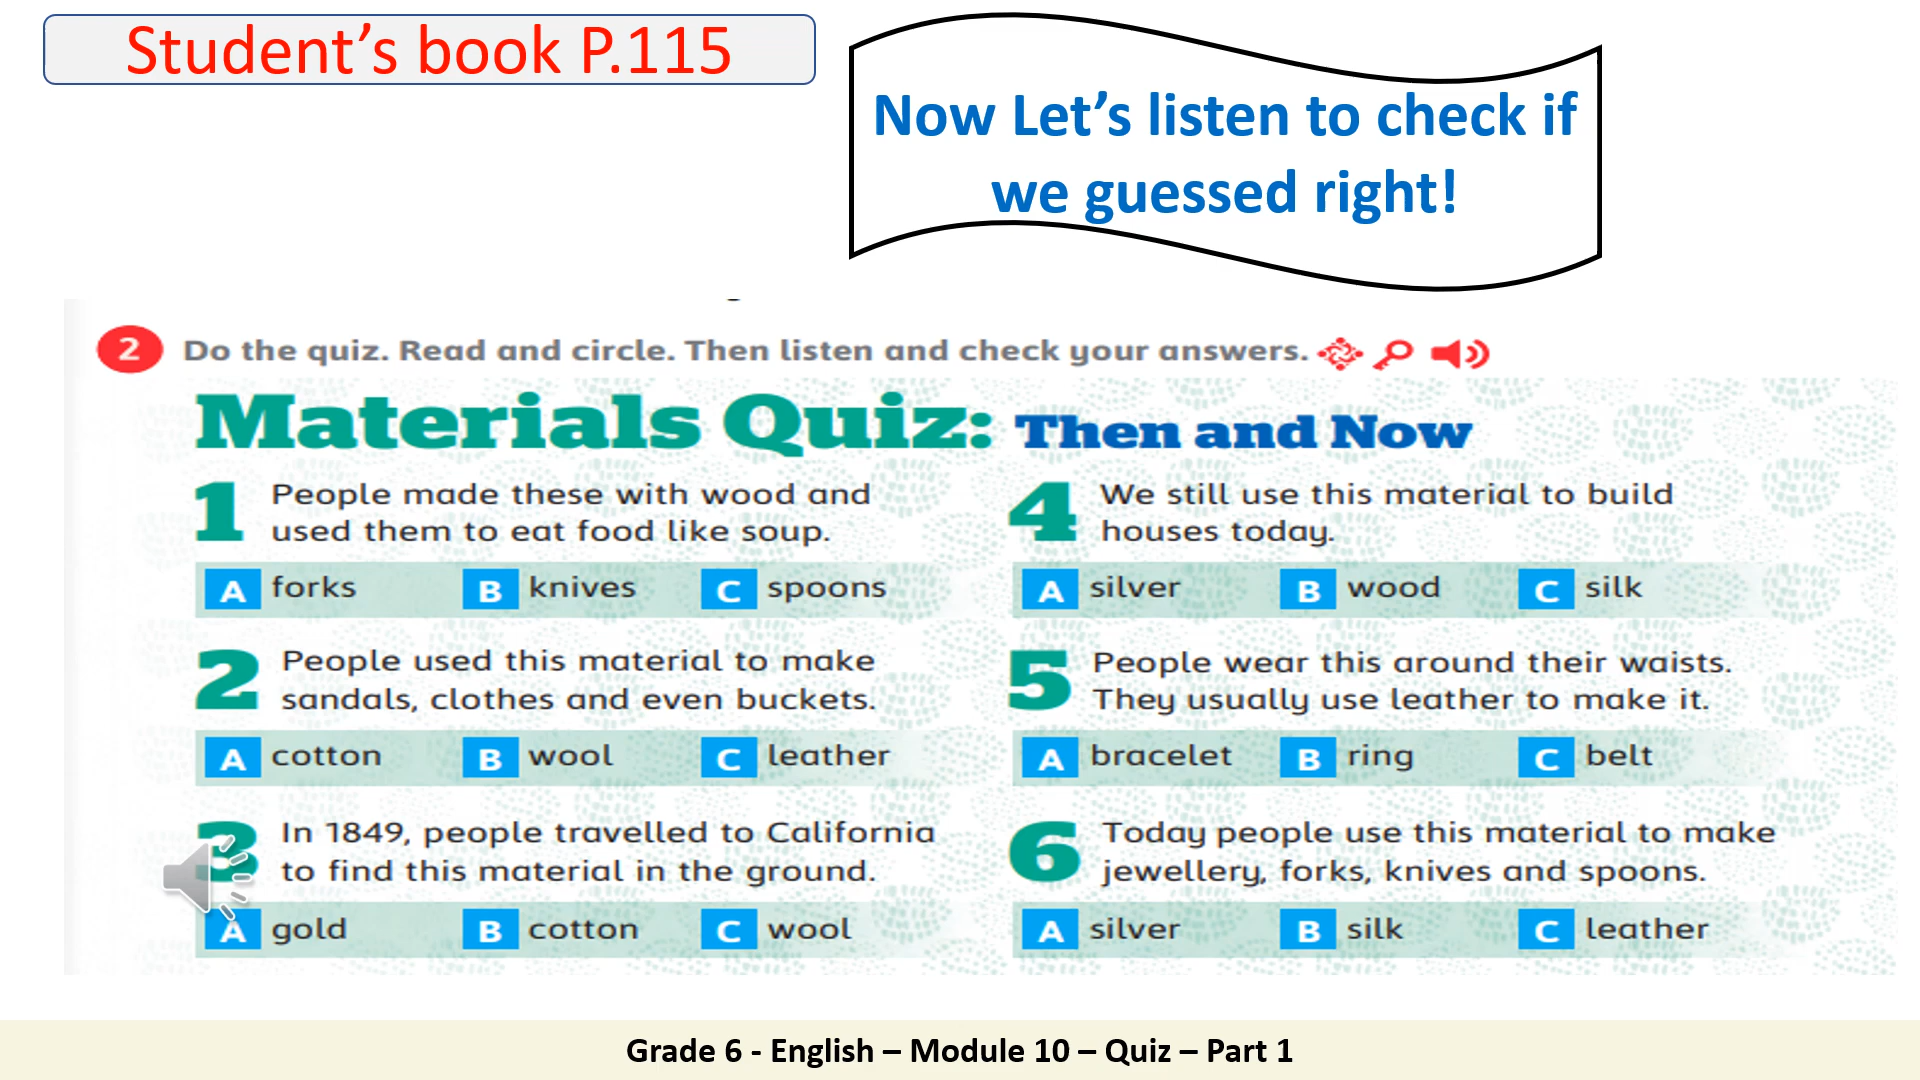 Student's book P.115
Now Let's listen to check if
we guessed right!
2 Do the quiz. Read and circle. Then listen and check your answers.
Materials Quiz: Then and Now
1 People made these with wood and
used them to eat food like soup.
A forks B knives C spoons
2 People used this material to make
sandals, clothes and even buckets.
A cotton B wool C leather
3 In 1849, people travelled to California
to find this material in the ground.
A gold B cotton C wool
4 We still use this material to build
houses today.
A silver B wood C silk
5 People wear this around their waists.
They usually use leather to make it.
A bracelet B ring C belt
6 Today people use this material to make
jewellery, forks, knives and spoons.
A silver B silk C leather
Grade 6 - English – Module 10 – Quiz – Part 1